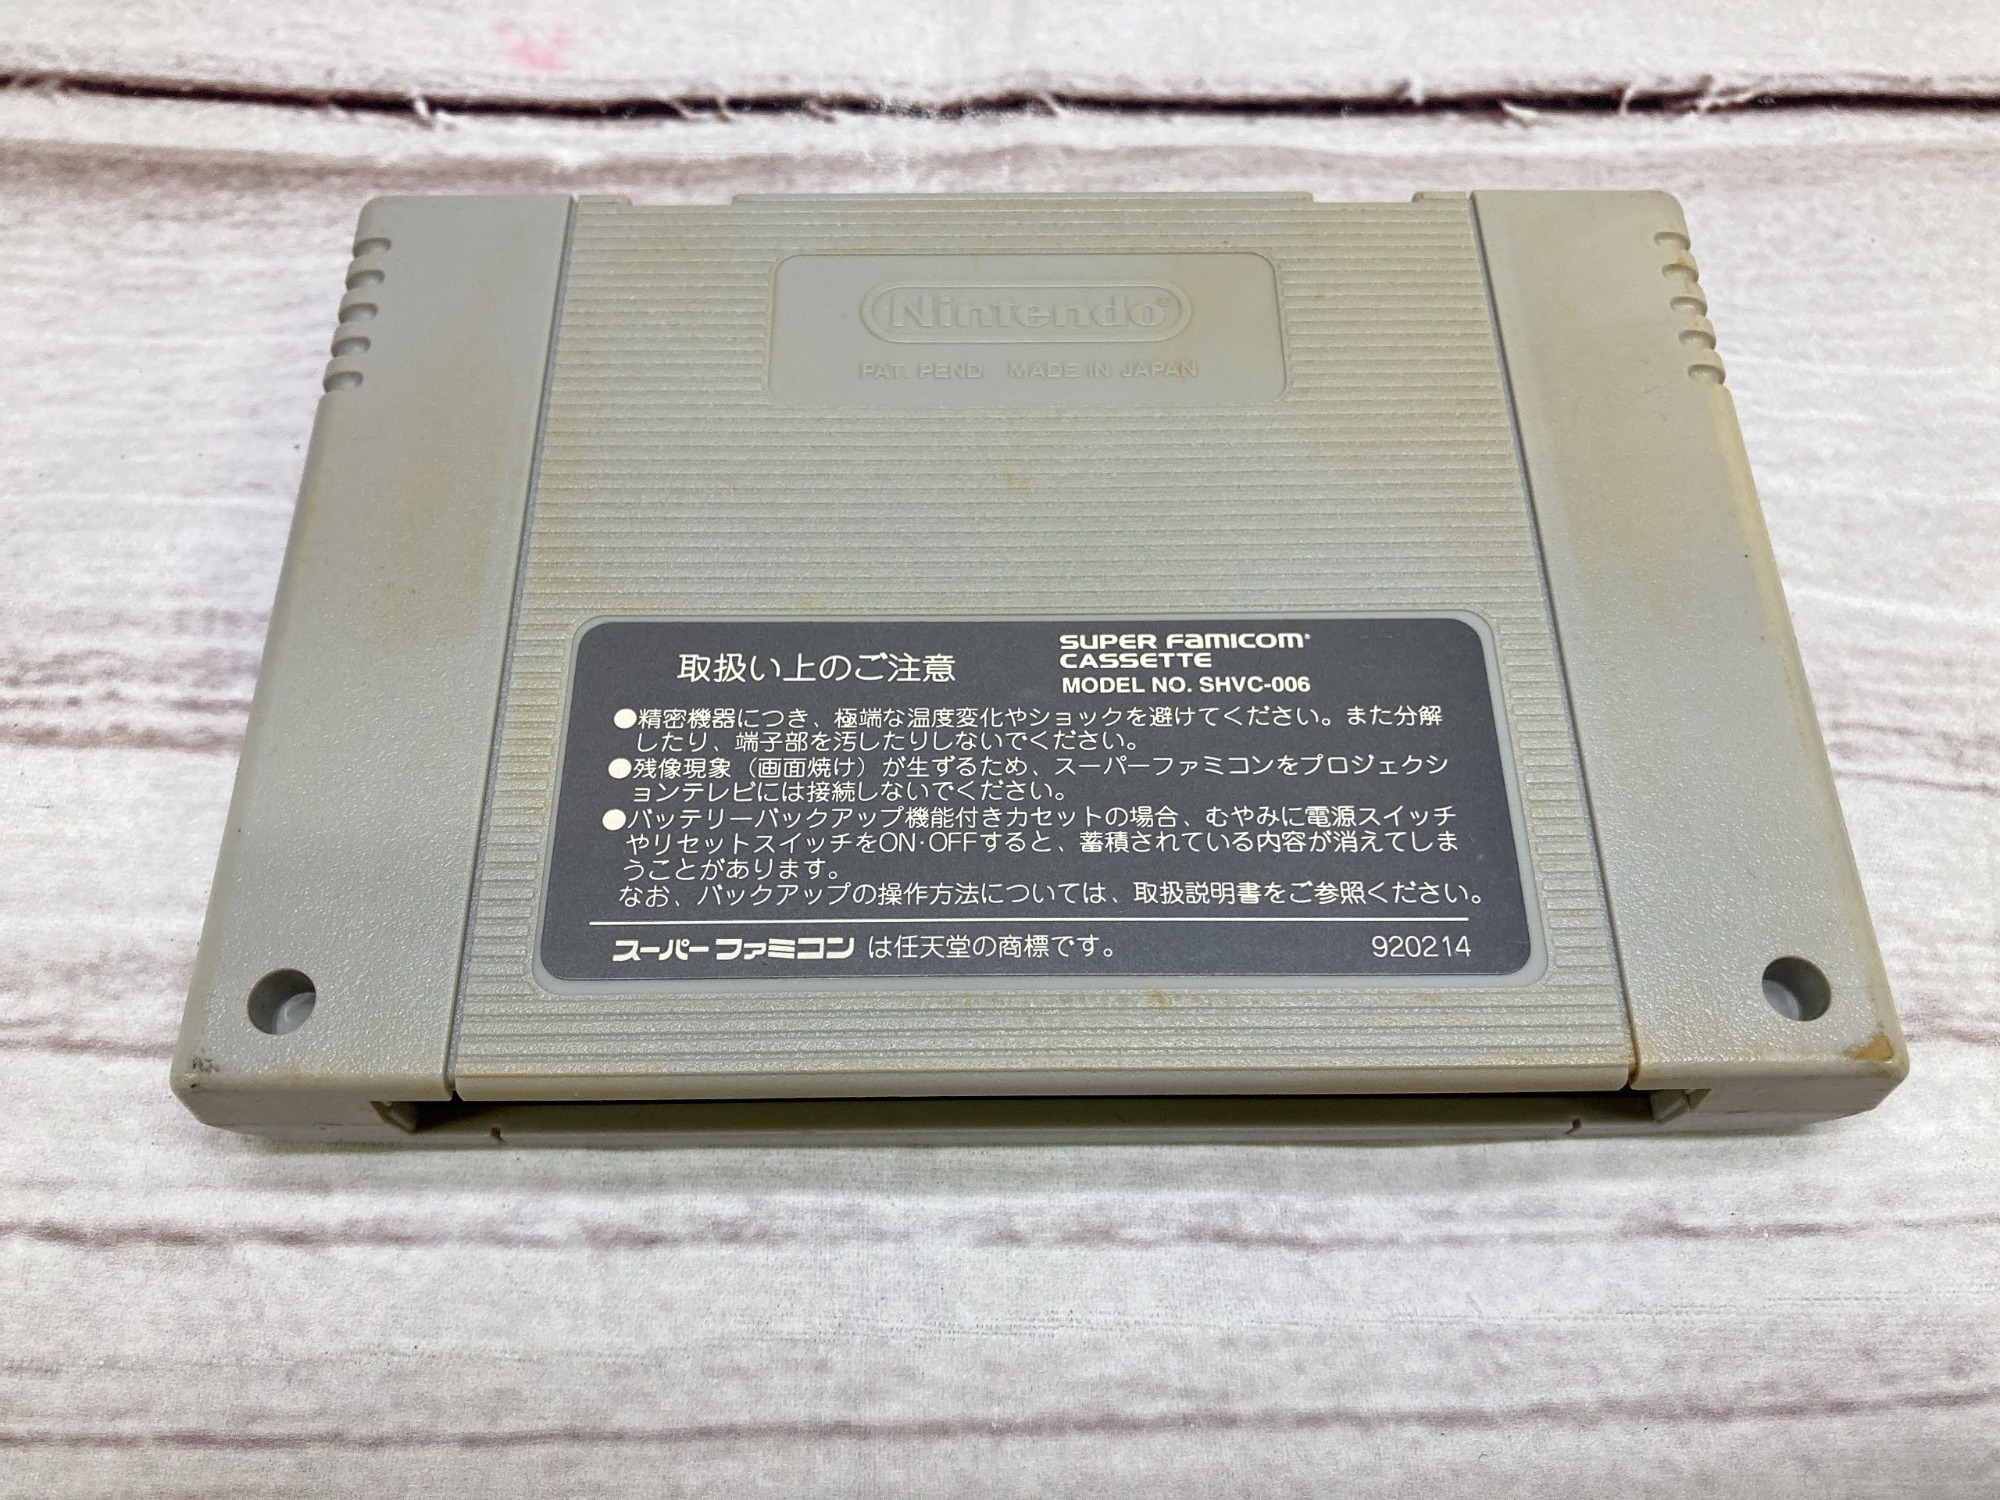 Nintendo®
PAT. PEND. MADE IN JAPAN
取扱い上のご注意
SUPER FAMICOM®
CASSETTE
MODEL NO. SHVC-006
●精密機器につき、極端な温度変化やショックを避けてください。また分解
したり、端子部を汚したりしないでください。
●残像現象（画面焼け）が生ずるため、スーパーファミコンをプロジェクシ
ョンテレビには接続しないでください。
●バッテリーバックアップ機能付きカセットの場合、むやみに電源スイッチ
やリセットスイッチをON·OFFすると、蓄積されている内容が消えてしま
うことがあります。
なお、バックアップの操作方法については、取扱説明書をご参照ください。
スーパーファミコン は任天堂の商標です。
920214